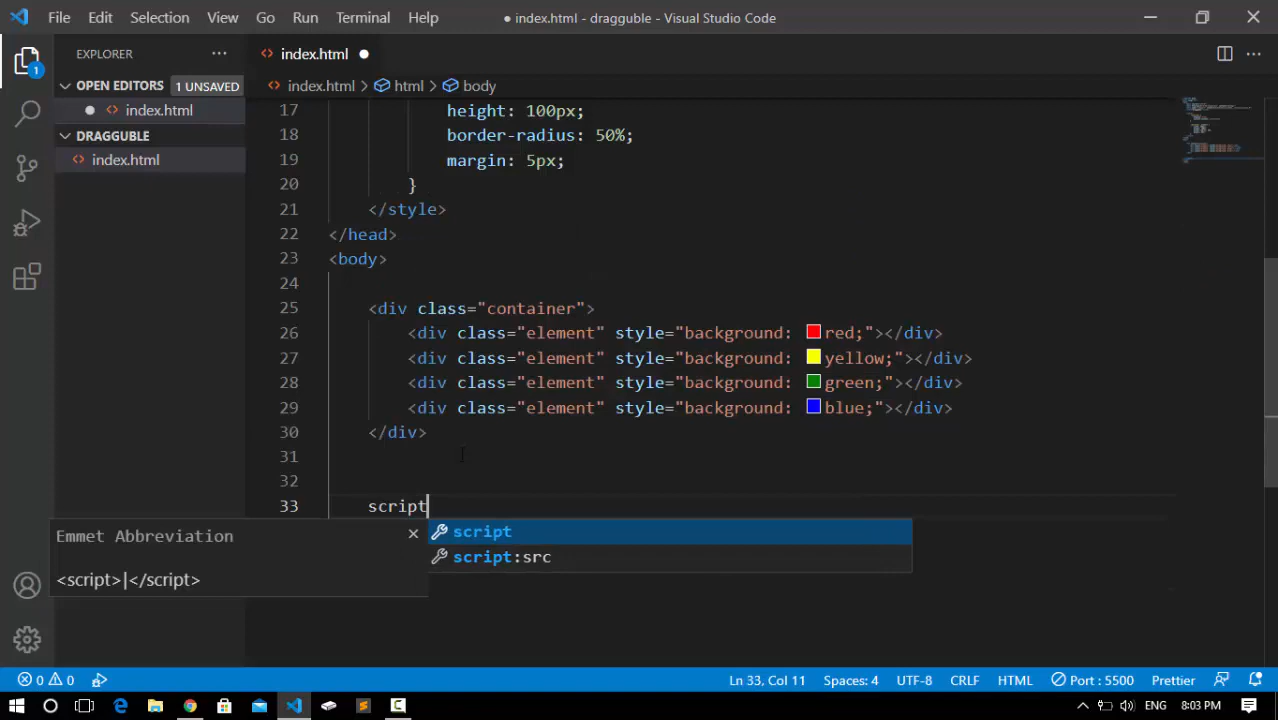 File Edit Selection View Go Run Terminal Help
● index.html - dragguble - Visual Studio Code
EXPLORER ···
OPEN EDITORS 1 UNSAVED
● <> index.html
DRAGGUBLE
<> index.html
1
<> index.html ●
<> index.html > html > body
17 height: 100px;
18 border-radius: 50%;
19 margin: 5px;
20 }
21 </style>
22 </head>
23 <body>
24
25 <div class="container">
26 <div class="element" style="background: red;"></div>
27 <div class="element" style="background: yellow;"></div>
28 <div class="element" style="background: green;"></div>
29 <div class="element" style="background: blue;"></div>
30 </div>
31
32
33 script
Emmet Abbreviation ×
<script>|</script>
script
script:src
0 0
Ln 33, Col 11 Spaces: 4 UTF-8 CRLF HTML Port : 5500 Prettier
ENG 8:03 PM